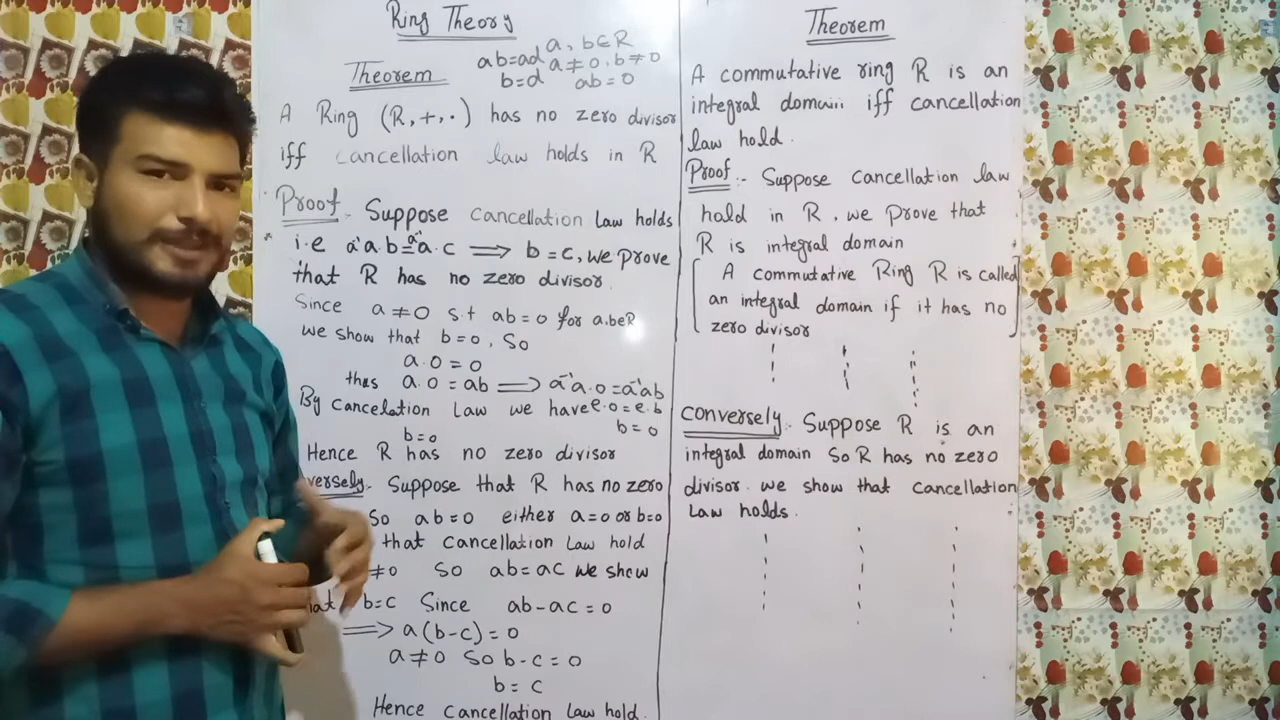 Ring Theory
ab=ad a, b∈R
b=d a≠0, b≠0
ab=0
Theorem
A Ring (R,+,·) has no zero divisor
iff cancellation law holds in R
Proof:- Suppose cancellation law holds
i.e a⁻¹a.b=a⁻¹a.c ⟹ b=c, we prove
that R has no zero divisor.
Since a≠0 s.t ab=0 for a,b∈R
we show that b=0, So
a.0=0
thus a.0=ab ⟹ a⁻¹a.0=a⁻¹ab
By Cancelation Law we have e.0=e.b
b=0 b=0
Hence R has no zero divisor
versely:- Suppose that R has no zero
So ab=0 either a=0 or b=0
that cancellation Law hold
≠0 So ab=ac we show
hat b=c Since ab-ac=0
⟹ a(b-c)=0
a≠0 So b-c=0
b=c
Hence cancellation Law hold.
Theorem
A commutative ring R is an
integral domain iff cancellation
law hold.
Proof:- Suppose cancellation law
hold in R, we prove that
R is integral domain
[A commutative Ring R is called
an integral domain if it has no
zero divisor]
Conversely:- Suppose R is an
integral domain So R has no zero
divisor. we show that cancellation
Law holds.